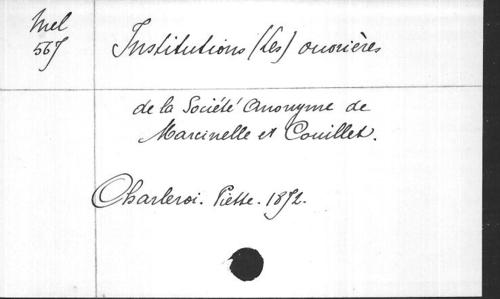 Mel
567
Institutions (Les) ouvrières
de la Société Anonyme de
Marcinelle et Couillet.
Charleroi. Piette. 1872.